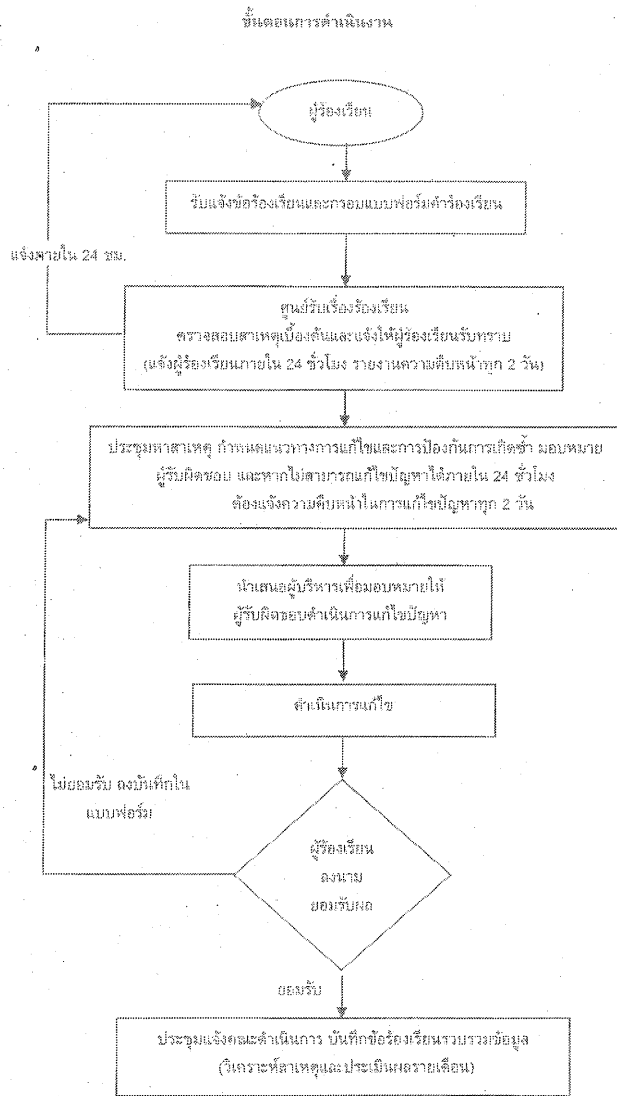 ขั้นตอนการดำเนินงาน
ผู้ร้องเรียน
รับแจ้งข้อร้องเรียนและกรอบแบบฟอร์มคำร้องเรียน
แจ้งภายใน 24 ชม.
ศูนย์รับเรื่องร้องเรียน
ตรวจสอบสาเหตุเบื้องต้นและแจ้งให้ผู้ร้องเรียนรับทราบ
(แจ้งผู้ร้องเรียนภายใน 24 ชั่วโมง รายงานความคืบหน้าทุก 2 วัน)
ประชุมหาสาเหตุ กำหนดแนวทางการแก้ไขและการป้องกันการเกิดซ้ำ มอบหมาย
ผู้รับผิดชอบ และหากไม่สามารถแก้ไขปัญหาได้ภายใน 24 ชั่วโมง
ต้องแจ้งความคืบหน้าในการแก้ไขปัญหาทุก 2 วัน
นำเสนอผู้บริหารเพื่อมอบหมายให้
ผู้รับผิดชอบดำเนินการแก้ไขปัญหา
ดำเนินการแก้ไข
ไม่ยอมรับ ลงบันทึกใน
แบบฟอร์ม
ผู้ร้องเรียน
ลงนาม
ยอมรับผล
ยอมรับ
ประชุมแจ้งคณะดำเนินการ บันทึกข้อร้องเรียนรวบรวมข้อมูล
(วิเคราะห์สาเหตุและประเมินผลรายเดือน)